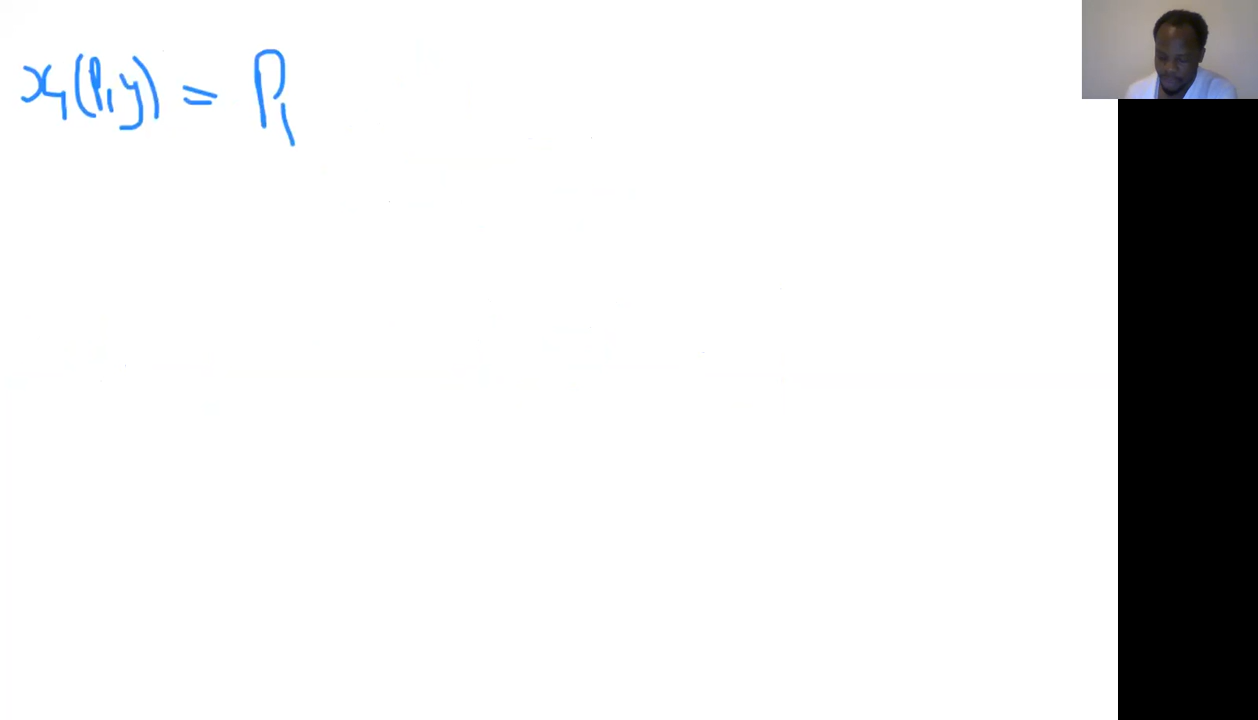 x₁(P, y) = P₁